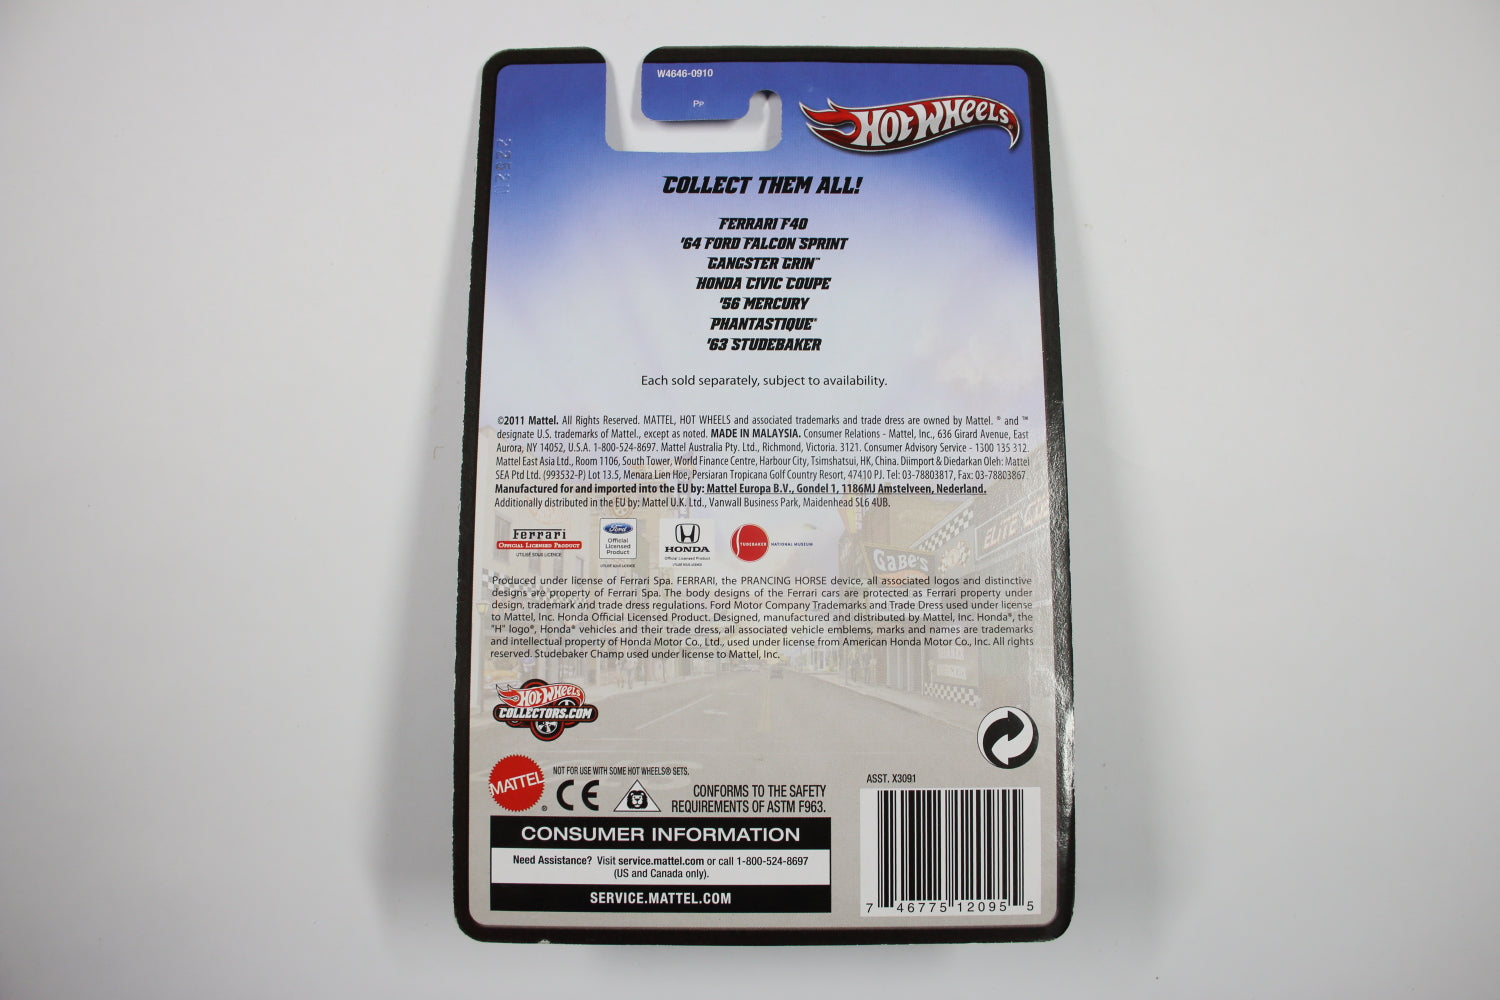 W4646-0910
PP
HOT WHEELS
COLLECT THEM ALL!
FERRARI F40
'64 FORD FALCON SPRINT
GANGSTER GRIN™
HONDA CIVIC COUPE
'56 MERCURY
PHANTASTIQUE®
'63 STUDEBAKER
Each sold separately, subject to availability.
©2011 Mattel. All Rights Reserved. MATTEL, HOT WHEELS and associated trademarks and trade dress are owned by Mattel. ® and ™
designate U.S. trademarks of Mattel., except as noted. MADE IN MALAYSIA. Consumer Relations - Mattel, Inc., 636 Girard Avenue, East
Aurora, NY 14052, U.S.A. 1-800-524-8697. Mattel Australia Pty. Ltd., Richmond, Victoria. 3121. Consumer Advisory Service - 1300 135 312.
Mattel East Asia Ltd., Room 1106, South Tower, World Finance Centre, Harbour City, Tsimshatsui, HK, China. Diimport & Diedarkan Oleh: Mattel
SEA Ptd Ltd. (993532-P) Lot 13.5, Menara Lien Hoe, Persiaran Tropicana Golf Country Resort, 47410 PJ. Tel: 03-78803817, Fax: 03-78803867.
Manufactured for and imported into the EU by: Mattel Europa B.V., Gondel 1, 1186MJ Amstelveen, Nederland.
Additionally distributed in the EU by: Mattel U.K. Ltd., Vanwall Business Park, Maidenhead SL6 4UB.
Ferrari
OFFICIAL LICENSED PRODUCT
UTILISÉ SOUS LICENCE
Ford
Official
Licensed
Product
UTILISÉ SOUS LICENCE
HONDA
Official Licensed Product
UTILISÉ SOUS LICENCE
STUDEBAKER NATIONAL MUSEUM
GABE'S
ELITE
Produced under license of Ferrari Spa. FERRARI, the PRANCING HORSE device, all associated logos and distinctive
designs are property of Ferrari Spa. The body designs of the Ferrari cars are protected as Ferrari property under
design, trademark and trade dress regulations. Ford Motor Company Trademarks and Trade Dress used under license
to Mattel, Inc. Honda Official Licensed Product. Designed, manufactured and distributed by Mattel, Inc. Honda®, the
"H" logo®, Honda® vehicles and their trade dress, all associated vehicle emblems, marks and names are trademarks
and intellectual property of Honda Motor Co., Ltd., used under license from American Honda Motor Co., Inc. All rights
reserved. Studebaker Champ used under license to Mattel, Inc.
HOT WHEELS
COLLECTORS.COM
MATTEL®
NOT FOR USE WITH SOME HOT WHEELS® SETS.
CE
CONFORMS TO THE SAFETY
REQUIREMENTS OF ASTM F963.
CONSUMER INFORMATION
Need Assistance? Visit service.mattel.com or call 1-800-524-8697
(US and Canada only).
SERVICE.MATTEL.COM
ASST. X3091
7 46775 12095 5